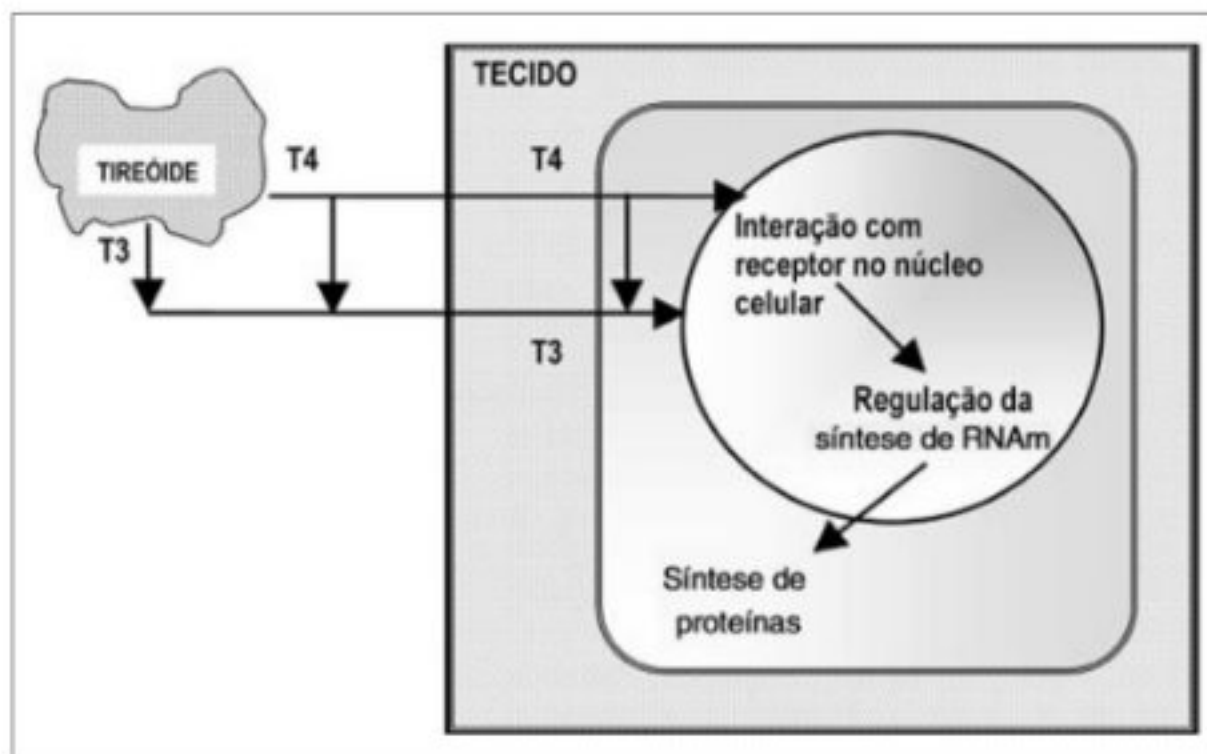 TECIDO
TIREÓIDE
T4
T4
T3
T3
Interação com
receptor no núcleo
celular
Regulação da
síntese de RNAm
Síntese de
proteínas